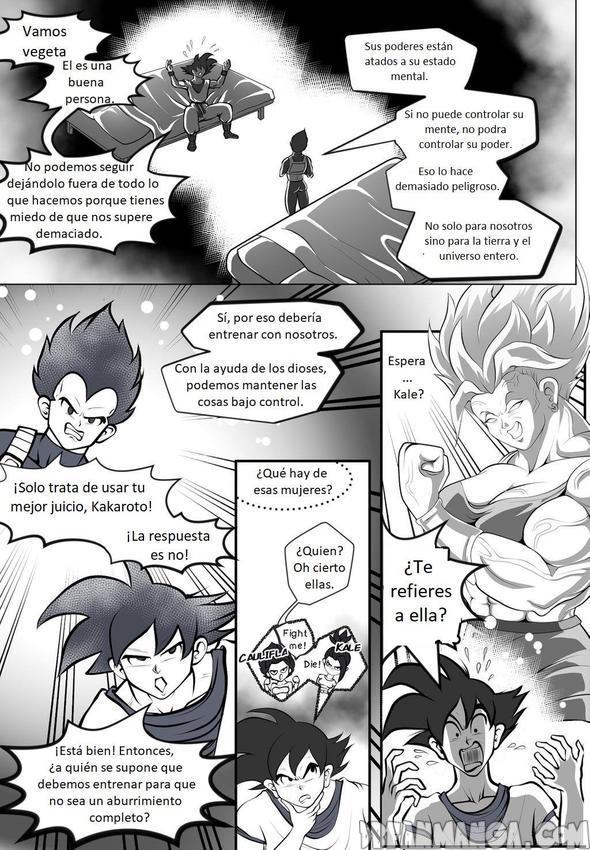 Vamos
vegeta
El es una
buena
persona.
No podemos seguir
dejándolo fuera de todo lo
que hacemos porque tienes
miedo de que nos supere
demaciado.
Sus poderes están
atados a su estado
mental.
Si no puede controlar su
mente, no podra
controlar su poder.
Eso lo hace
demasiado peligroso.
No solo para nosotros
sino para la tierra y el
universo entero.
Sí, por eso debería
entrenar con nosotros.
Con la ayuda de los dioses,
podemos mantener las
cosas bajo control.
¡Solo trata de usar tu
mejor juicio, Kakaroto!
¡La respuesta
es no!
¡Está bien! Entonces,
¿a quién se supone que
debemos entrenar para que
no sea un aburrimiento
completo?
¿Qué hay de
esas mujeres?
¿Quien?
Oh cierto
ellas.
CAULIFLA
Fight
me!
KALE
Die!
Espera
...
Kale?
¿Te
refieres
a ella?